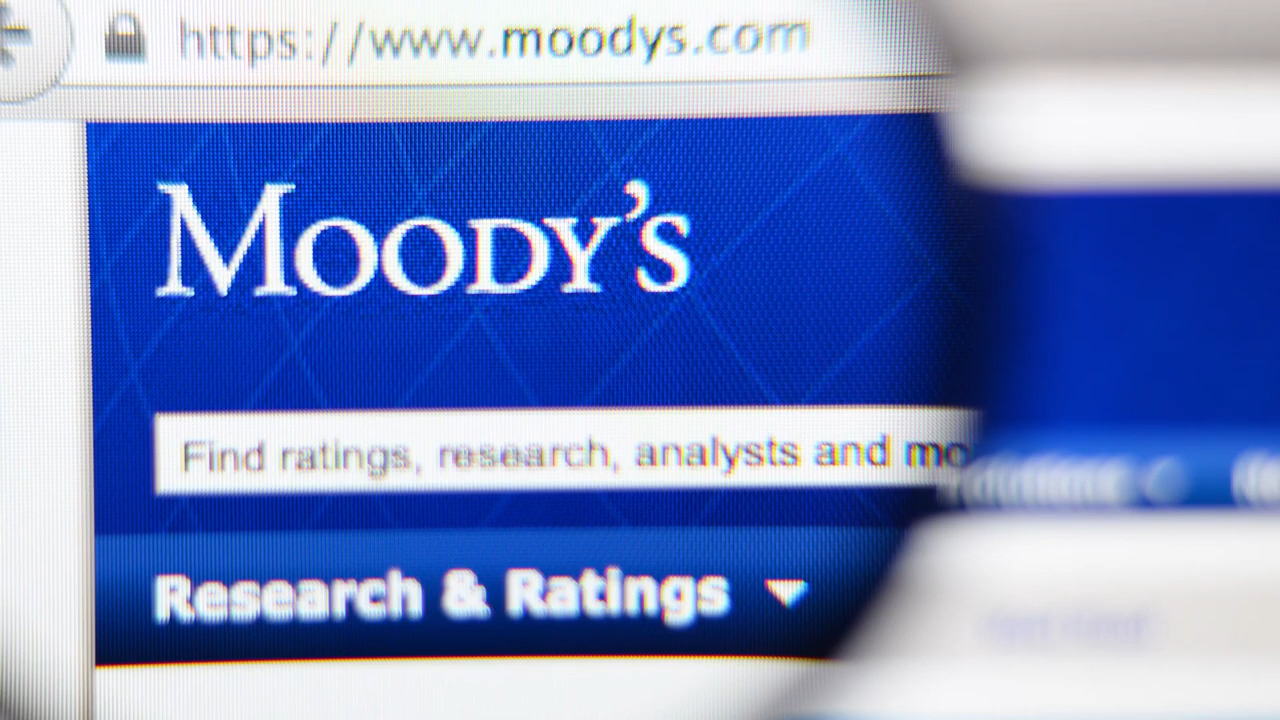 https://www.moodys.com
MOODY'S
Find ratings, research, analysts and mo
Research & Ratings